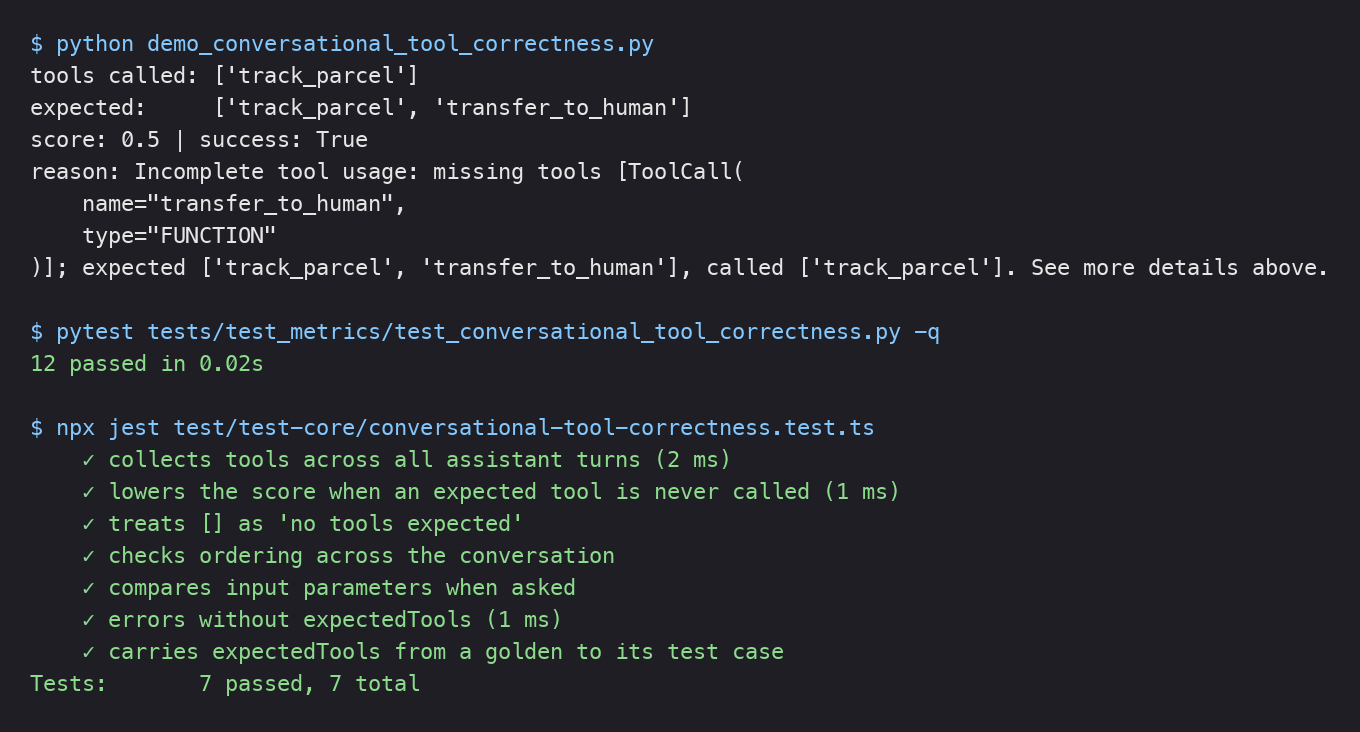 $ python demo_conversational_tool_correctness.py
tools called: ['track_parcel']
expected:     ['track_parcel', 'transfer_to_human']
score: 0.5 | success: True
reason: Incomplete tool usage: missing tools [ToolCall(
    name="transfer_to_human",
    type="FUNCTION"
)]; expected ['track_parcel', 'transfer_to_human'], called ['track_parcel']. See more details above.
$ pytest tests/test_metrics/test_conversational_tool_correctness.py -q
12 passed in 0.02s
$ npx jest test/test-core/conversational-tool-correctness.test.ts
    ✓ collects tools across all assistant turns (2 ms)
    ✓ lowers the score when an expected tool is never called (1 ms)
    ✓ treats [] as 'no tools expected'
    ✓ checks ordering across the conversation
    ✓ compares input parameters when asked
    ✓ errors without expectedTools (1 ms)
    ✓ carries expectedTools from a golden to its test case
Tests:       7 passed, 7 total